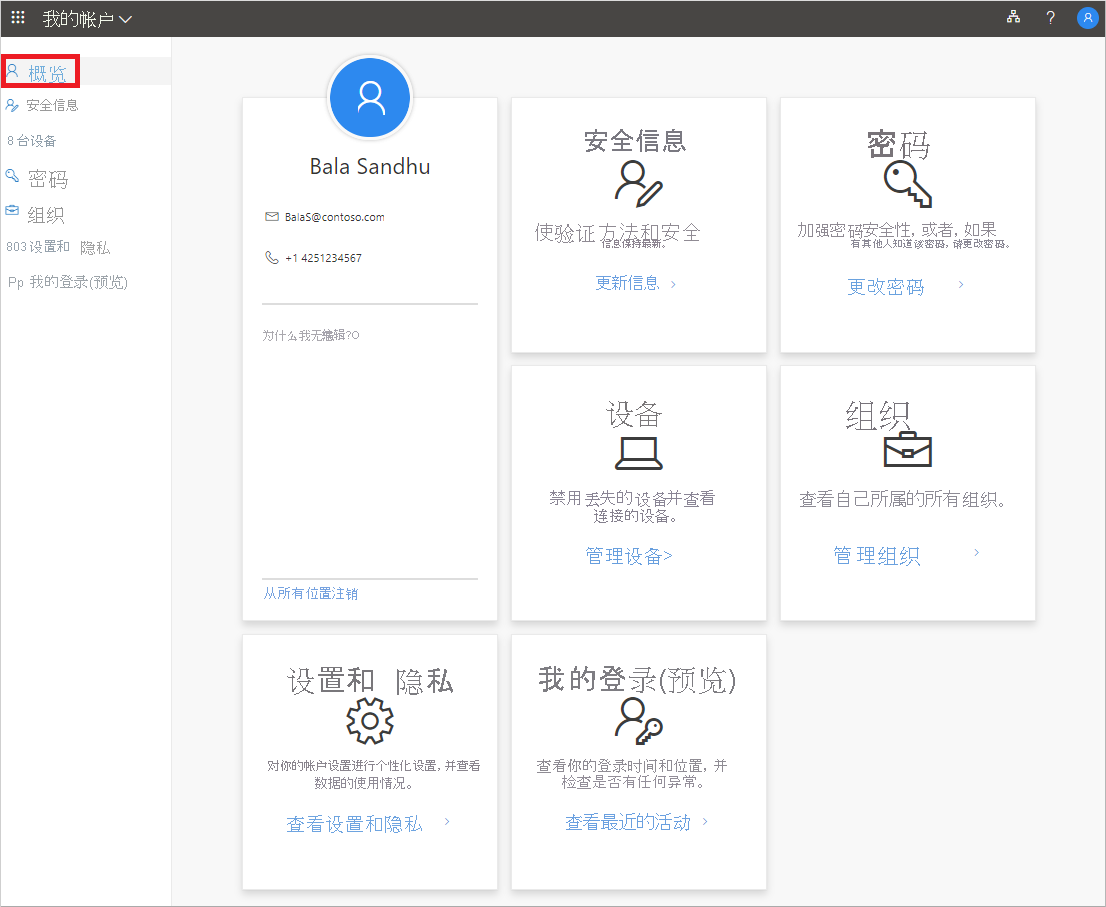 我的帐户
?
概览
安全信息
8 台设备
密码
组织
803 设置和 隐私
Pp 我的登录(预览)
Bala Sandhu
BalaS@contoso.com
+1 4251234567
为什么我无编辑?O
从所有位置注销
安全信息
使验证方法和安全
信息保持最新。
更新信息 >
密码
加强密码安全性, 或者, 如果
有其他人知道该密码, 请更改密码。
更改密码 >
设备
禁用丢失的设备并查看
连接的设备。
管理设备>
组织
查看自己所属的所有组织。
管理组织 >
设置和 隐私
对你的帐户设置进行个性化设置, 并查看
数据的使用情况。
查看设置和隐私 >
我的登录(预览)
查看你的登录时间和位置, 并
检查是否有任何异常。
查看最近的活动 >